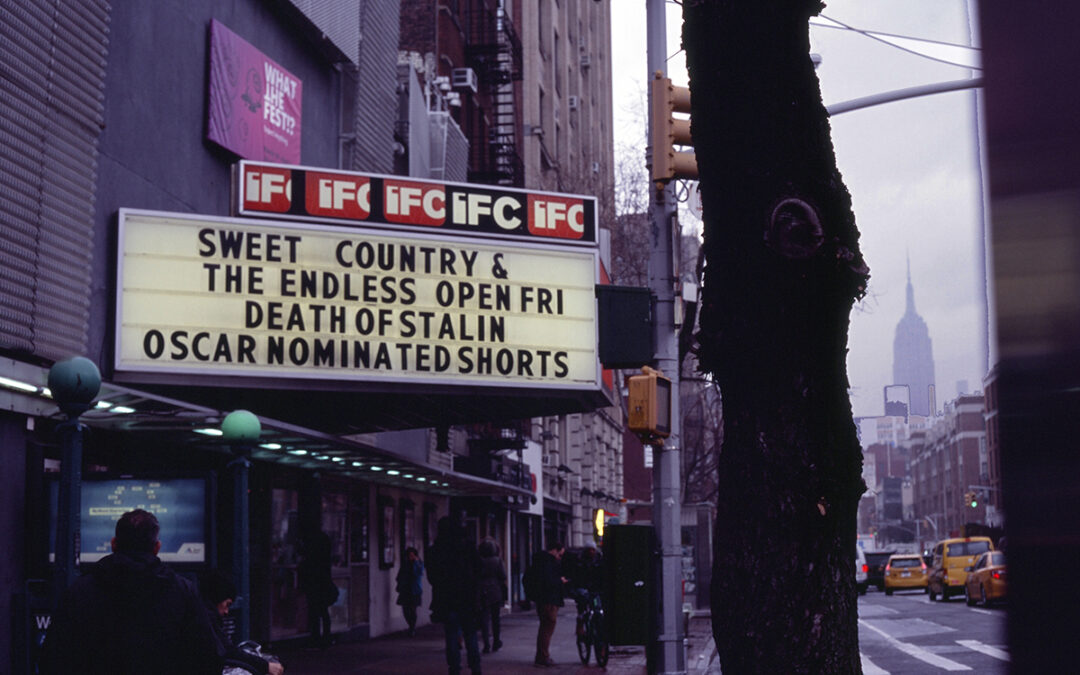 WHAT
THE
FEST!?
iFC iFC iFC iFC iFC
SWEET COUNTRY &
THE ENDLESS OPEN FRI
DEATH OF STALIN
OSCAR NOMINATED SHORTS